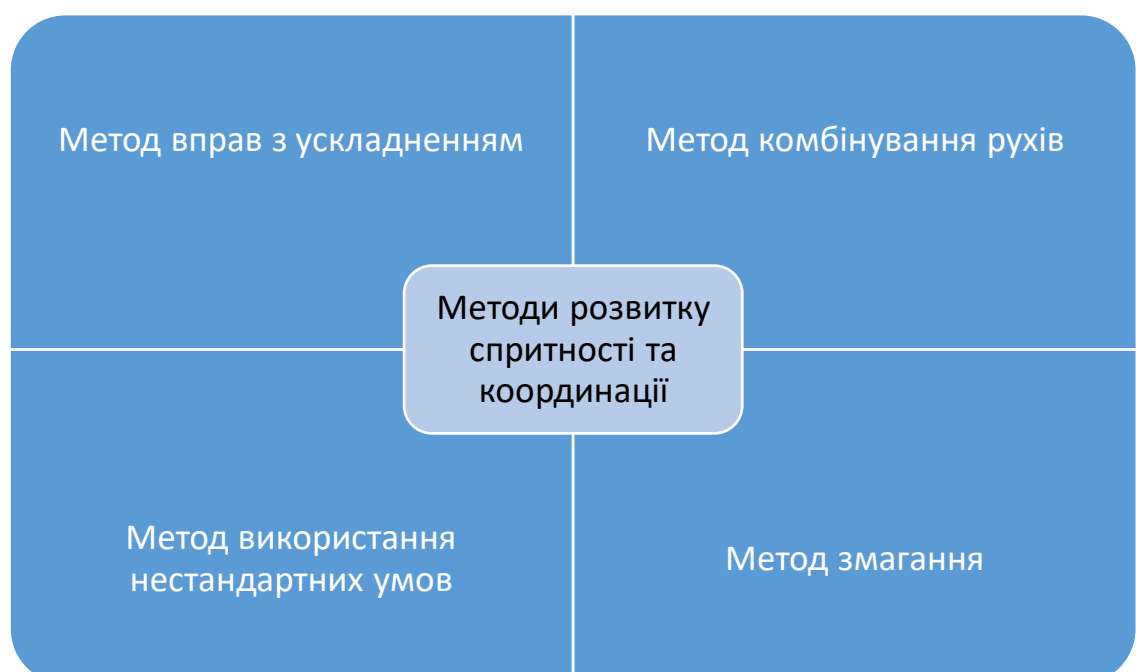 Метод вправ з ускладненням
Метод комбінування рухів
Методи розвитку
спритності та
координації
Метод використання
нестандартних умов
Метод змагання